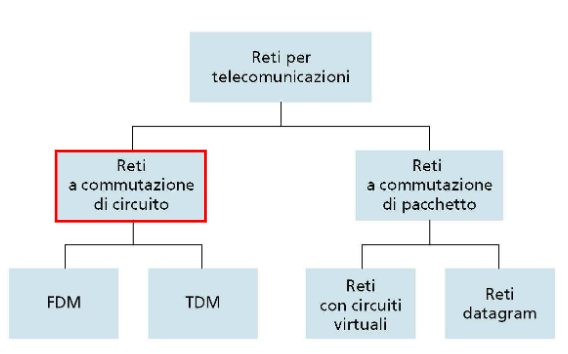 Reti per
telecomunicazioni
Reti
a commutazione
di circuito
Reti
a commutazione
di pacchetto
FDM
TDM
Reti
con circuiti
virtuali
Reti
datagram